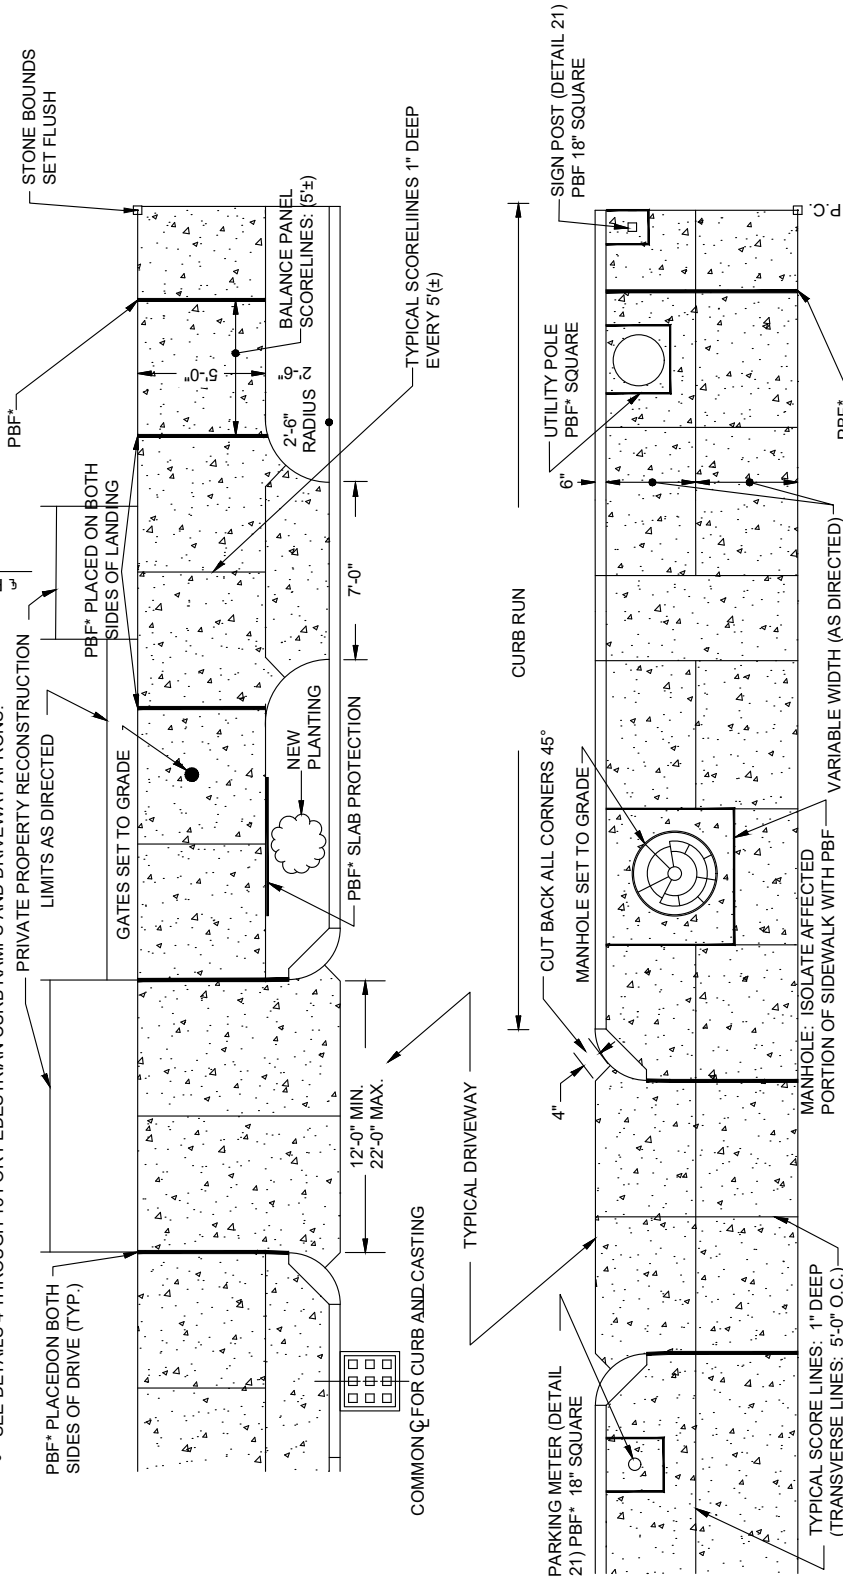 SEE DETAILS 4 THROUGH 10 FOR PEDESTRIAN CURB RAMPS AND DRIVEWAY APRONS.
PRIVATE PROPERTY RECONSTRUCTION
LIMITS AS DIRECTED
PBF*
STONE BOUNDS
SET FLUSH
PBF* PLACEDON BOTH
SIDES OF DRIVE (TYP.)
GATES SET TO GRADE
PBF* PLACED ON BOTH
SIDES OF LANDING
5'-0"
2'-6"
BALANCE PANEL
SCORELINES: (5'±)
2'-6"
RADIUS
NEW
PLANTING
12'-0" MIN.
22'-0" MAX.
PBF* SLAB PROTECTION
7'-0"
TYPICAL SCORELIINES 1" DEEP
EVERY 5'(±)
COMMON ℄ FOR CURB AND CASTING
TYPICAL DRIVEWAY
CURB RUN
PARKING METER (DETAIL
21) PBF* 18" SQUARE
4"
CUT BACK ALL CORNERS 45°
MANHOLE SET TO GRADE
6"
UTILITY POLE
PBF* SQUARE
SIGN POST (DETAIL 21)
PBF 18" SQUARE
P.C.
TYPICAL SCORE LINES: 1" DEEP
(TRANSVERSE LINES: 5'-0" O.C.)
MANHOLE: ISOLATE AFFECTED
PORTION OF SIDEWALK WITH PBF
VARIABLE WIDTH (AS DIRECTED)
PBF*